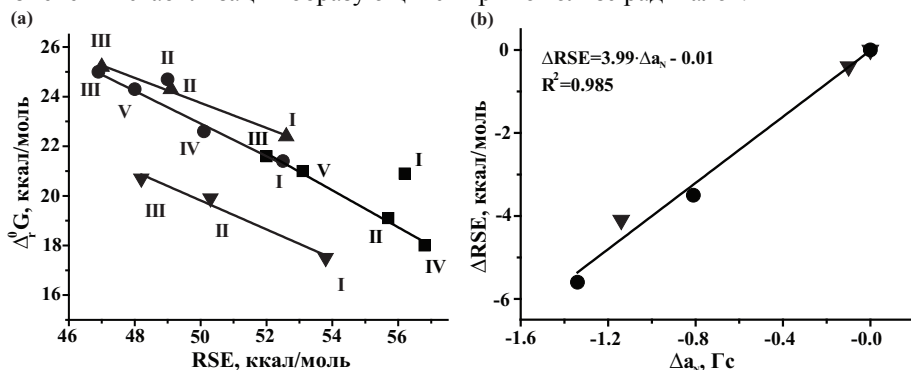 (a)
(b)
26
24
22
20
18
16
Δ⁰ᵣG, ккал/моль
III
III
II
II
V
IV
I
III
I
V
I
II
IV
III
II
I
46
48
50
52
54
56
RSE, ккал/моль
ΔRSE=3.99·Δaɴ - 0.01
R²=0.985
0
-2
-4
-6
ΔRSE, ккал/моль
-1.6
-1.2
-0.8
-0.4
-0.0
Δaɴ, Гс